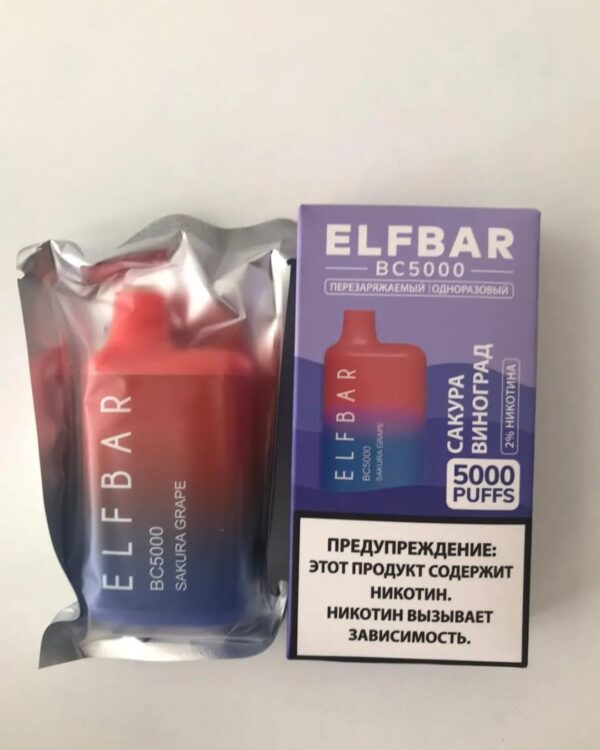 ELFBAR
BC5000
SAKURA GRAPE
ELFBAR
BC5000
ПЕРЕЗАРЯЖАЕМЫЙ | ОДНОРАЗОВЫЙ
ELFBAR
BC5000
SAKURA GRAPE
САКУРА
ВИНОГРАД
2% НИКОТИНА
5000
PUFFS
ПРЕДУПРЕЖДЕНИЕ:
ЭТОТ ПРОДУКТ СОДЕРЖИТ
НИКОТИН.
НИКОТИН ВЫЗЫВАЕТ
ЗАВИСИМОСТЬ.